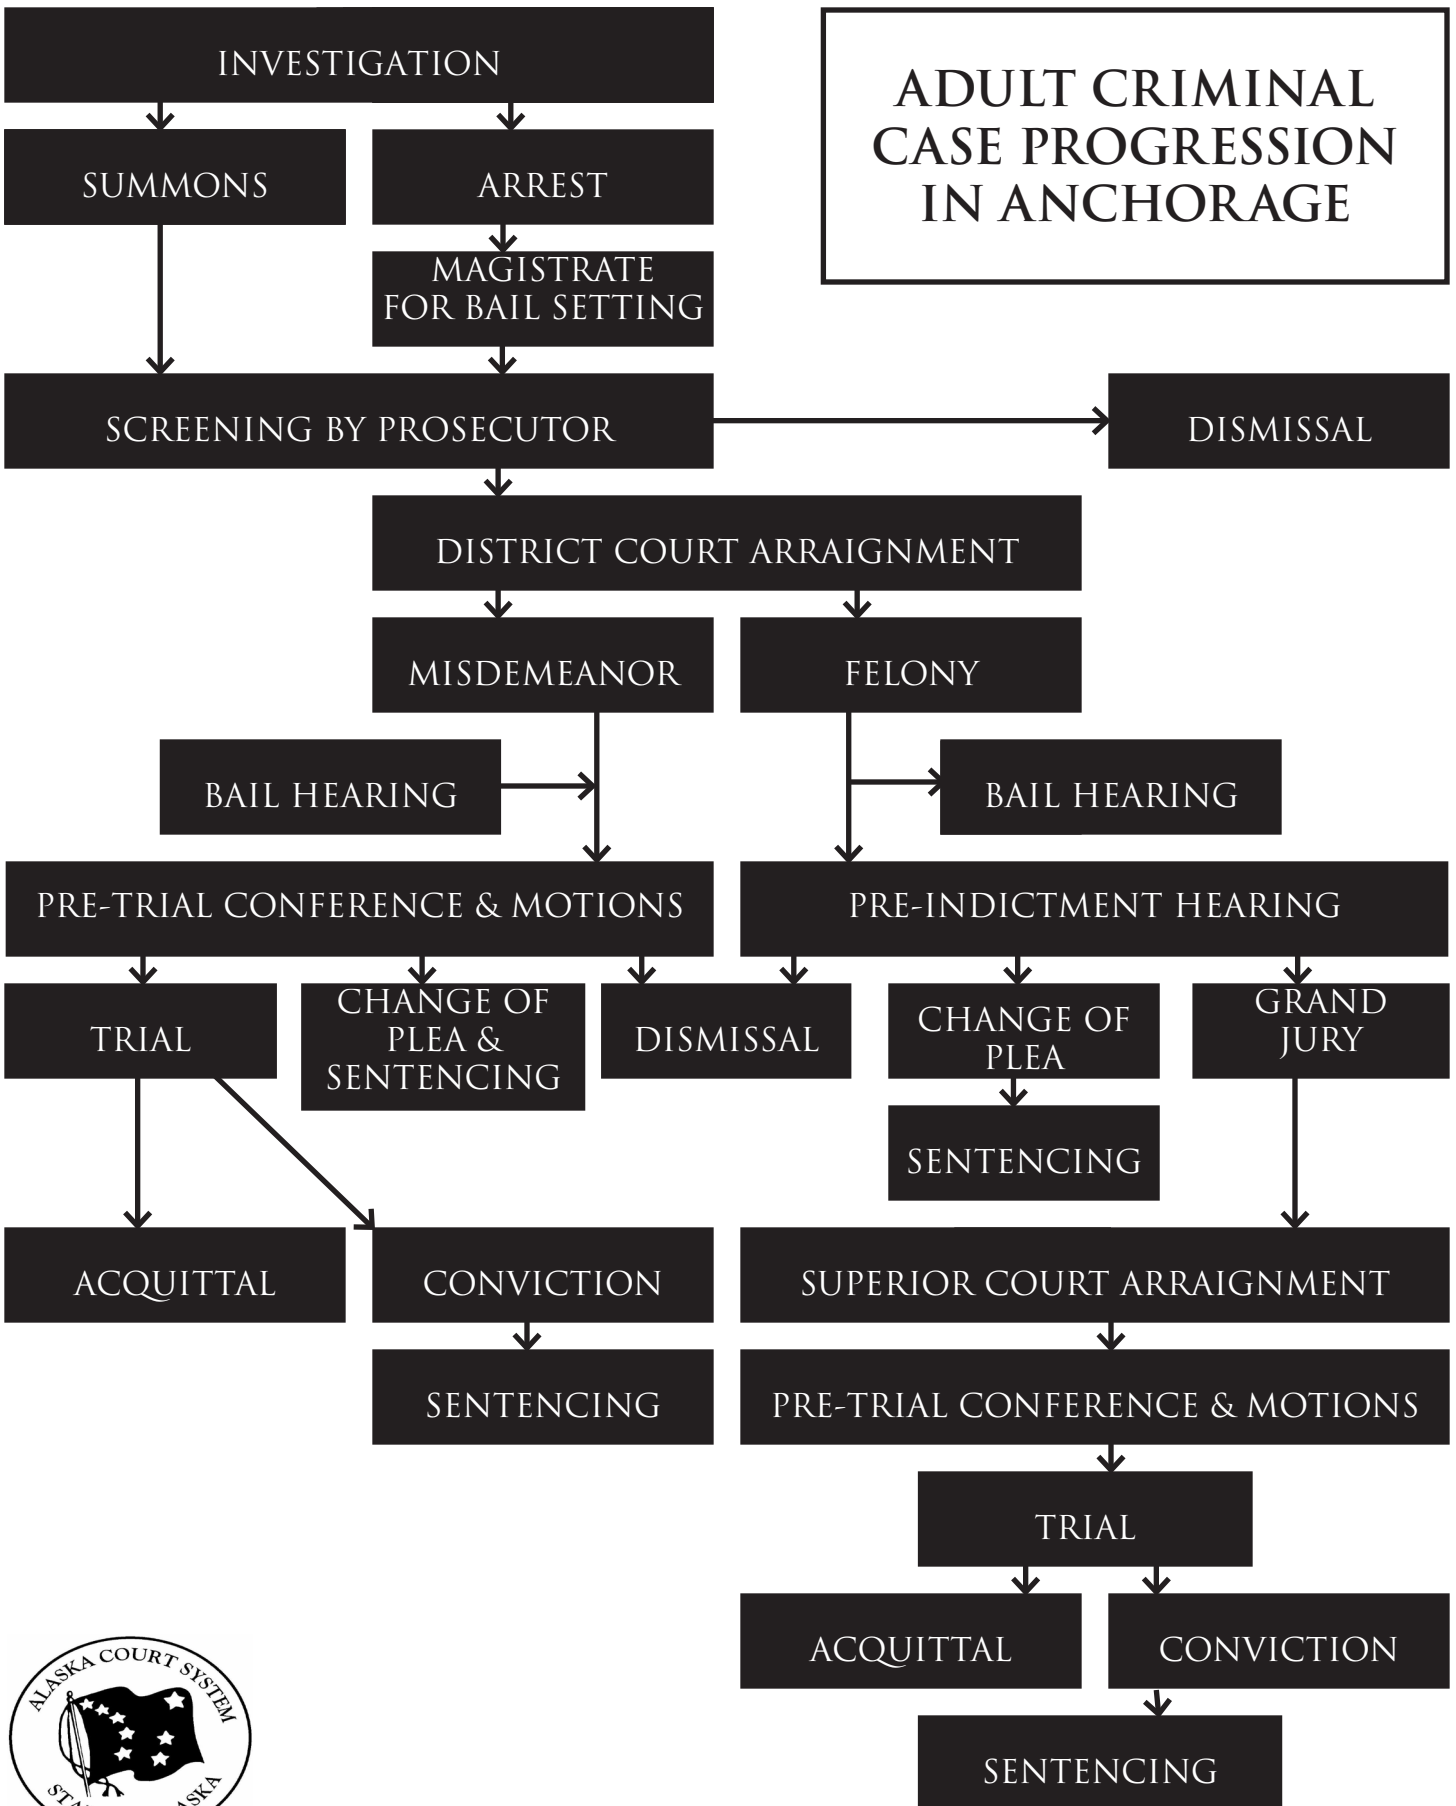 INVESTIGATION
ADULT CRIMINAL
CASE PROGRESSION
IN ANCHORAGE
SUMMONS
ARREST
MAGISTRATE
FOR BAIL SETTING
SCREENING BY PROSECUTOR
DISMISSAL
DISTRICT COURT ARRAIGNMENT
MISDEMEANOR
FELONY
BAIL HEARING
BAIL HEARING
PRE-TRIAL CONFERENCE & MOTIONS
PRE-INDICTMENT HEARING
TRIAL
CHANGE OF
PLEA &
SENTENCING
DISMISSAL
CHANGE OF
PLEA
GRAND
JURY
SENTENCING
ACQUITTAL
CONVICTION
SUPERIOR COURT ARRAIGNMENT
SENTENCING
PRE-TRIAL CONFERENCE & MOTIONS
TRIAL
ACQUITTAL
CONVICTION
SENTENCING
ALASKA COURT SYSTEM